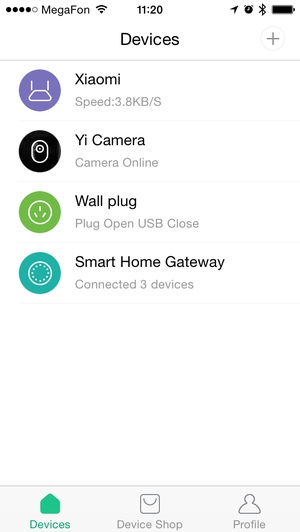 MegaFon 11:20
Devices
Xiaomi
Speed:3.8KB/S
Yi Camera
Camera Online
Wall plug
Plug Open USB Close
Smart Home Gateway
Connected 3 devices
Devices Device Shop Profile